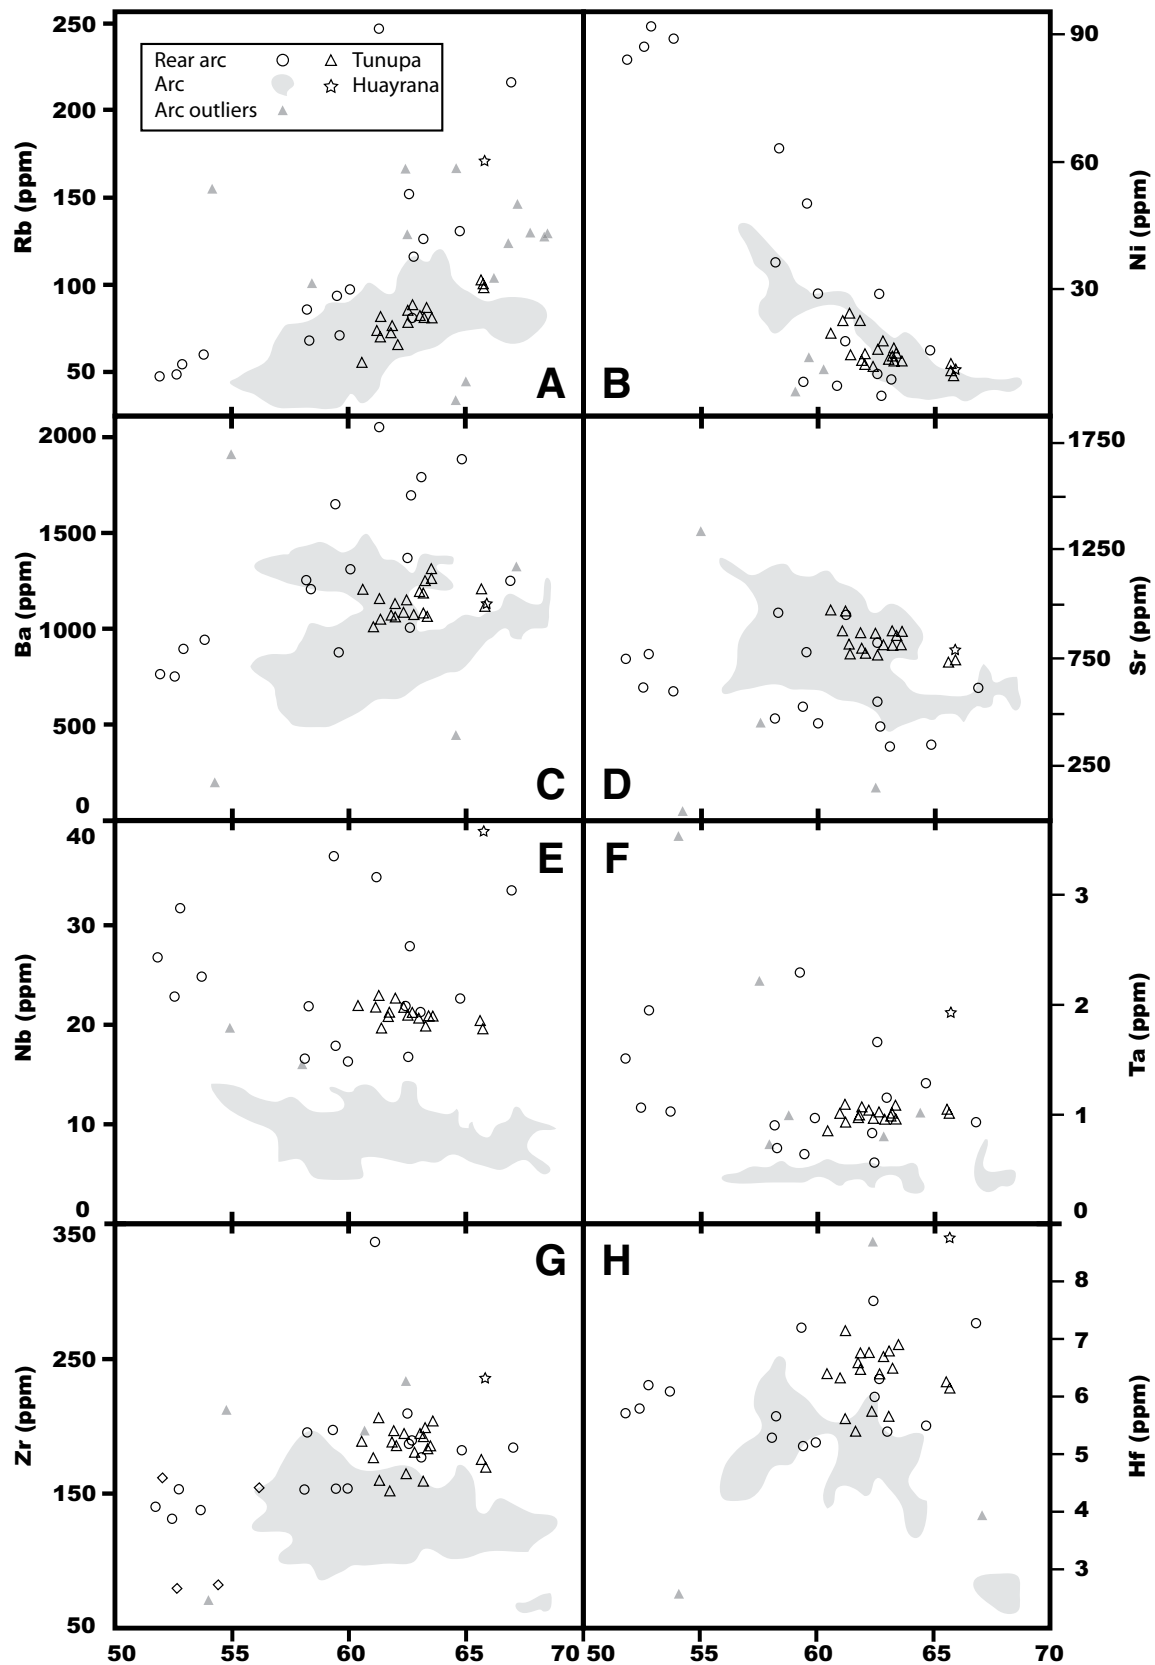 250
200
150
100
50
Rb (ppm)
Rear arc
Tunupa
Arc
Huayrana
Arc outliers
A
B
90
60
30
Ni (ppm)
2000
1500
1000
500
0
Ba (ppm)
C
D
1750
1250
750
250
Sr (ppm)
40
30
20
10
0
Nb (ppm)
E
F
3
2
1
0
Ta (ppm)
350
250
150
50
Zr (ppm)
G
H
8
7
6
5
4
3
Hf (ppm)
50 55 60 65 70 50 55 60 65 70